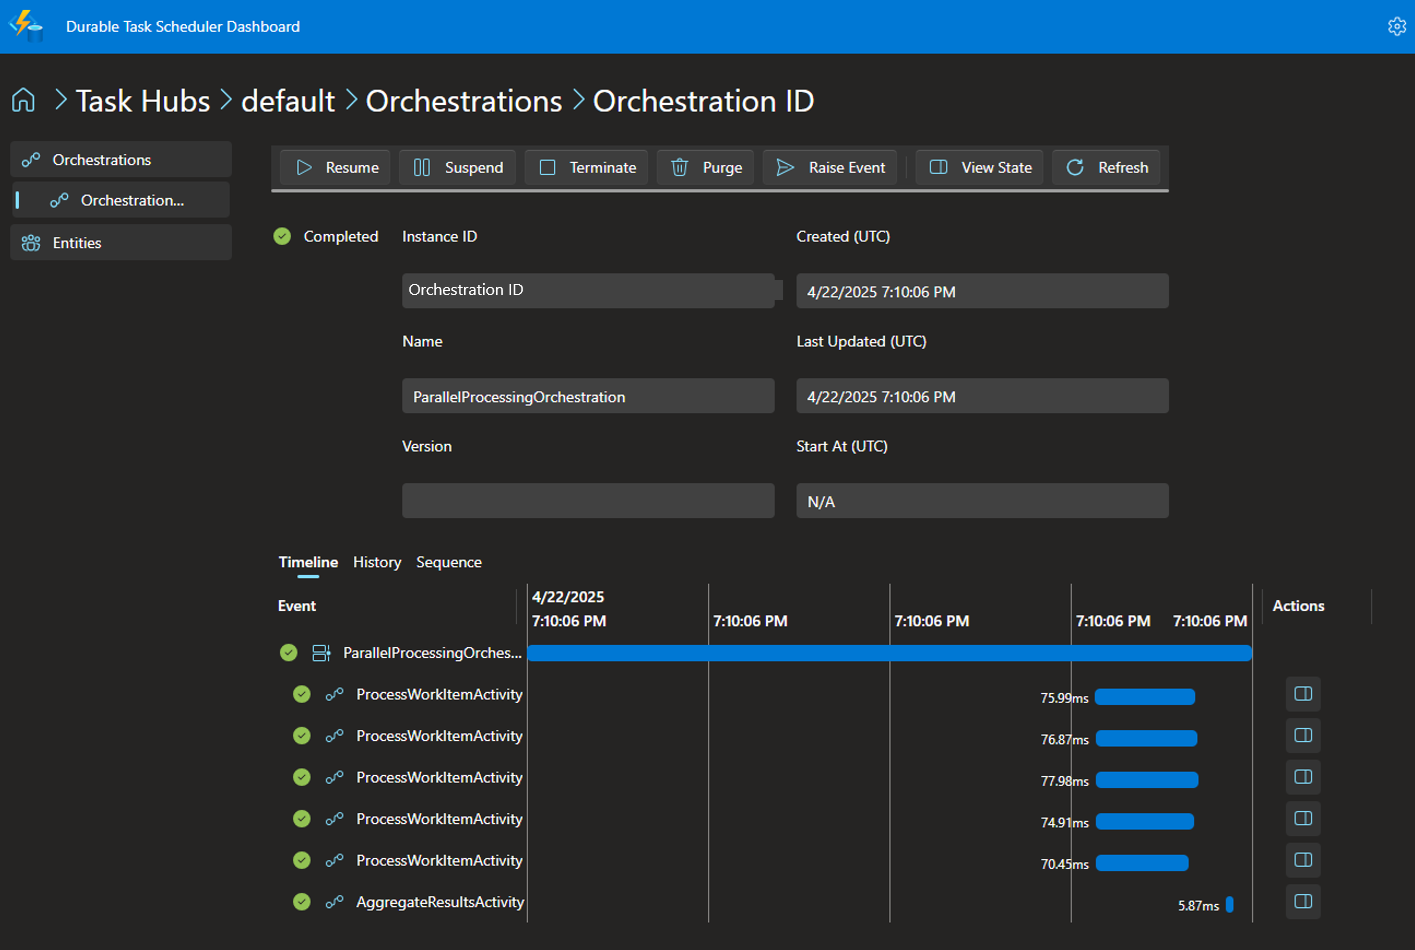 Durable Task Scheduler Dashboard
Task Hubs default Orchestrations Orchestration ID
Orchestrations
Orchestration...
Entities
Resume Suspend Terminate Purge Raise Event View State Refresh
Completed
Instance ID
Orchestration ID
Created (UTC)
4/22/2025 7:10:06 PM
Name
ParallelProcessingOrchestration
Last Updated (UTC)
4/22/2025 7:10:06 PM
Version
Start At (UTC)
N/A
Timeline History Sequence
Event
4/22/2025
7:10:06 PM 7:10:06 PM 7:10:06 PM 7:10:06 PM 7:10:06 PM
Actions
ParallelProcessingOrches...
ProcessWorkItemActivity 75.99ms
ProcessWorkItemActivity 76.87ms
ProcessWorkItemActivity 77.98ms
ProcessWorkItemActivity 74.91ms
ProcessWorkItemActivity 70.45ms
AggregateResultsActivity 5.87ms